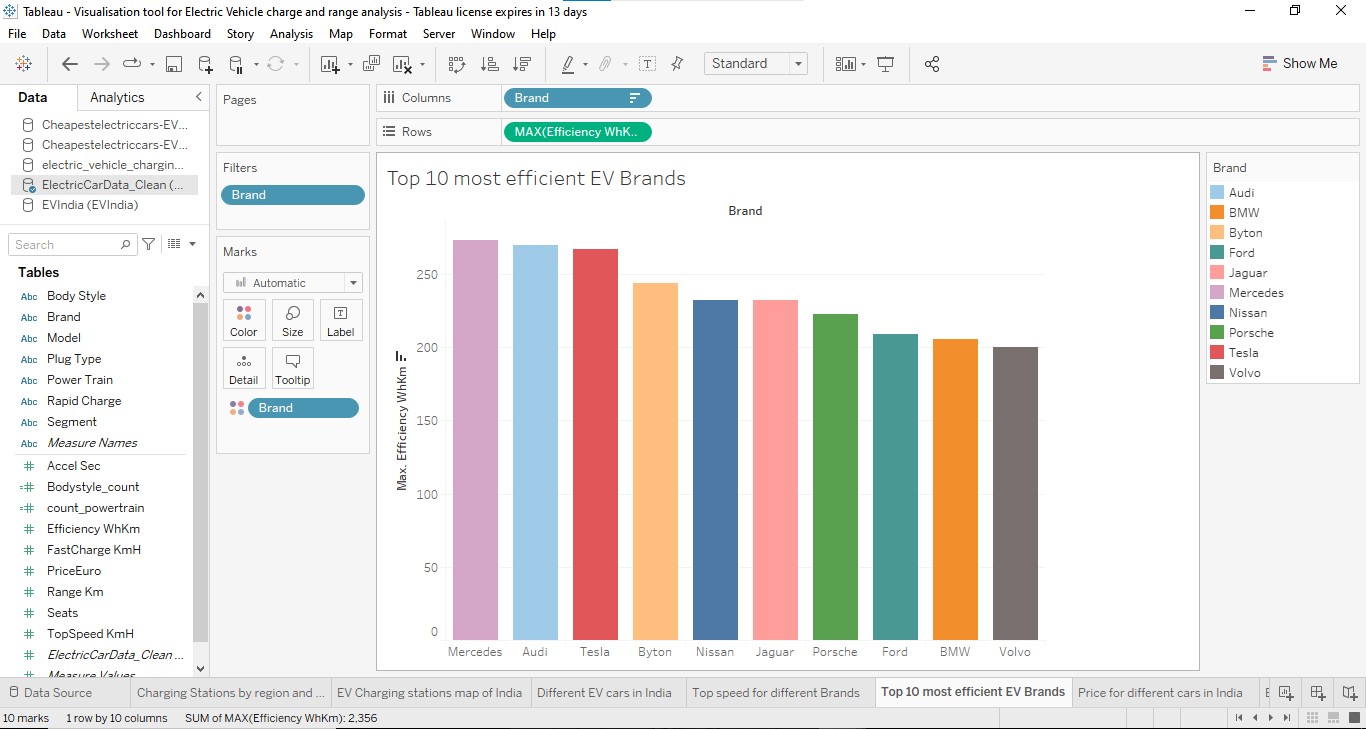 Tableau - Visualisation tool for Electric Vehicle charge and range analysis - Tableau license expires in 13 days
File Data Worksheet Dashboard Story Analysis Map Format Server Window Help
Standard
Show Me
Data Analytics
Cheapestelectriccars-EV...
Cheapestelectriccars-EV...
electric_vehicle_chargin...
ElectricCarData_Clean (...
EVIndia (EVIndia)
Search
Tables
Abc Body Style
Abc Brand
Abc Model
Abc Plug Type
Abc Power Train
Abc Rapid Charge
Abc Segment
Abc Measure Names
# Accel Sec
=# Bodystyle_count
=# count_powertrain
# Efficiency WhKm
# FastCharge KmH
# PriceEuro
# Range Km
# Seats
# TopSpeed KmH
# ElectricCarData_Clean ...
# Measure Values
Pages
Filters
Brand
Marks
Automatic
Color Size Label
Detail Tooltip
Brand
Columns Brand
Rows MAX(Efficiency WhK..
Top 10 most efficient EV Brands
Brand
Max. Efficiency WhKm
250
200
150
100
50
0
Mercedes Audi Tesla Byton Nissan Jaguar Porsche Ford BMW Volvo
Brand
Audi
BMW
Byton
Ford
Jaguar
Mercedes
Nissan
Porsche
Tesla
Volvo
Data Source Charging Stations by region and ... EV Charging stations map of India Different EV cars in India Top speed for different Brands Top 10 most efficient EV Brands Price for different cars in India
10 marks 1 row by 10 columns SUM of MAX(Efficiency WhKm): 2,356